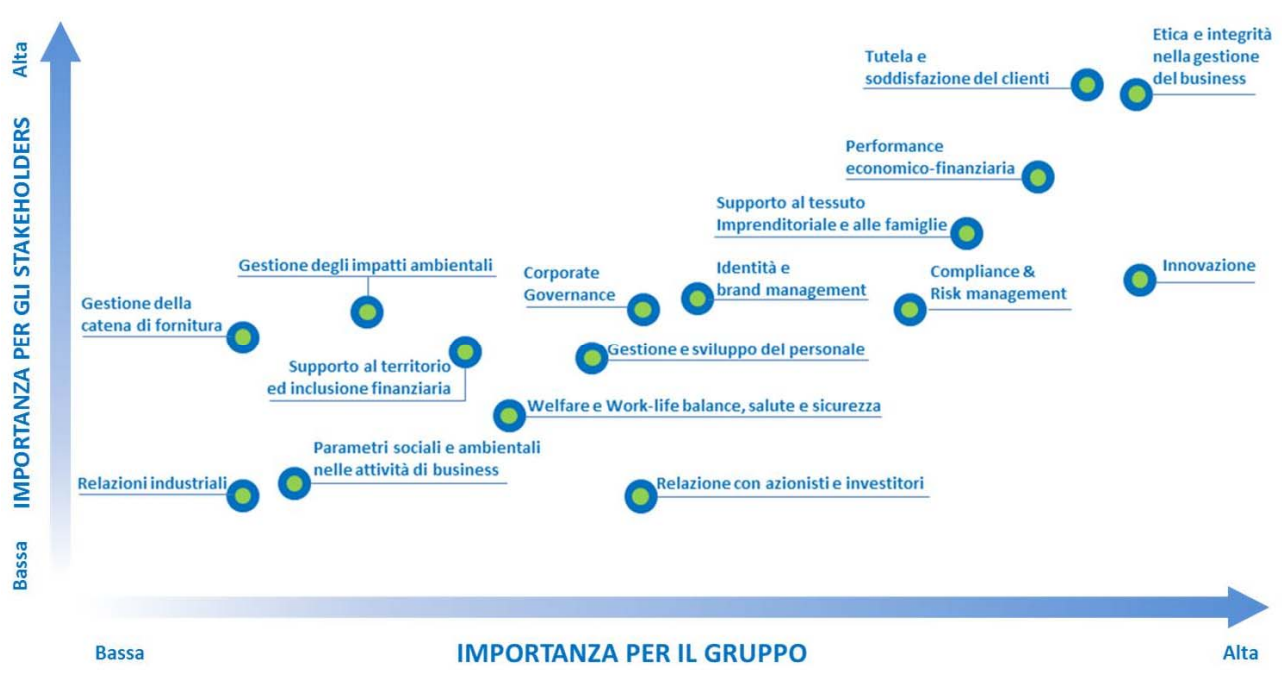 Alta
IMPORTANZA PER GLI STAKEHOLDERS
Bassa
Etica e integrità
nella gestione
del business
Tutela e
soddisfazione del clienti
Performance
economico-finanziaria
Supporto al tessuto
Imprenditoriale e alle famiglie
Gestione degli impatti ambientali
Corporate
Governance
Identità e
brand management
Compliance &
Risk management
Innovazione
Gestione della
catena di fornitura
Gestione e sviluppo del personale
Supporto al territorio
ed inclusione finanziaria
Welfare e Work-life balance, salute e sicurezza
Parametri sociali e ambientali
nelle attività di business
Relazioni industriali
Relazione con azionisti e investitori
Bassa
IMPORTANZA PER IL GRUPPO
Alta